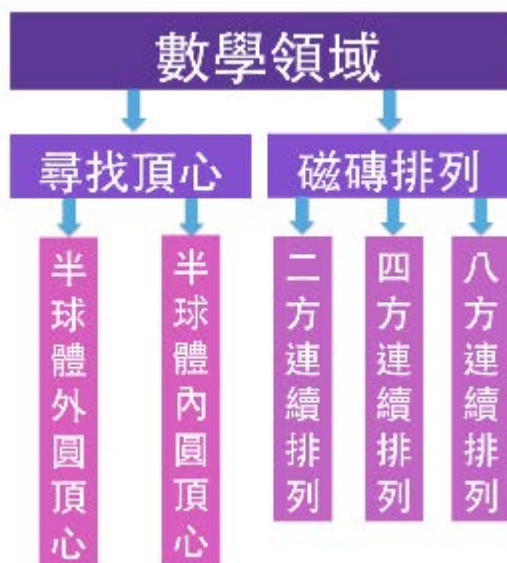 數學領域
尋找頂心
磁磚排列
半球體外圓頂心
半球體內圓頂心
二方連續排列
四方連續排列
八方連續排列